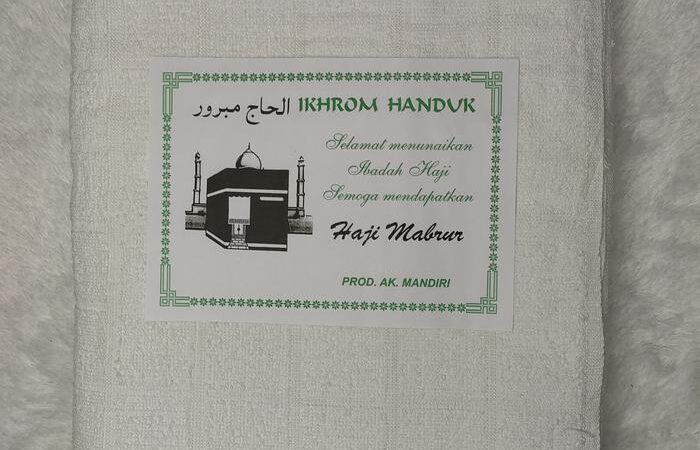 الحاج مبرور IKHROM HANDUK
Selamat menunaikan
Ibadah Haji
Semoga mendapatkan
Haji Mabrur
PROD. AK. MANDIRI